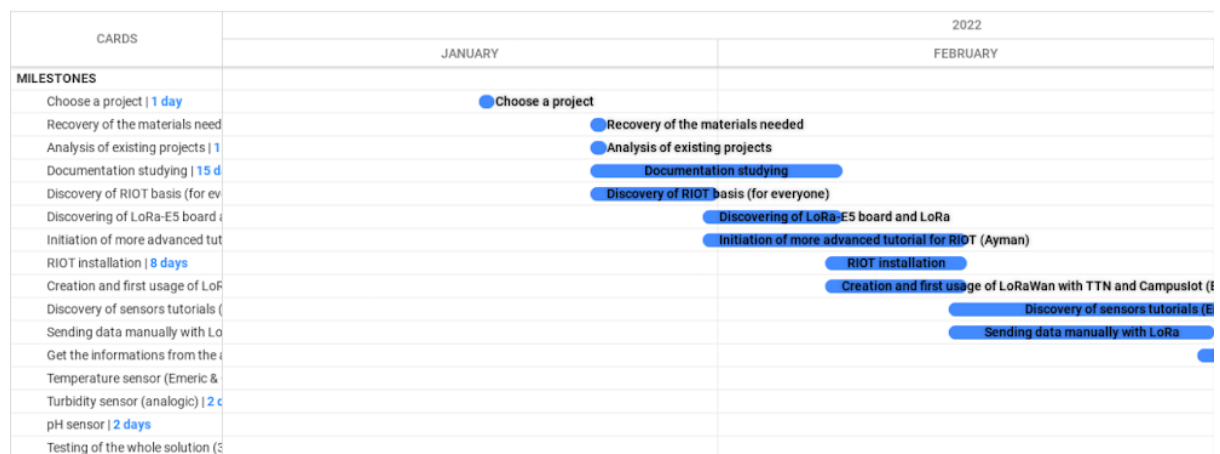 2022
CARDS
JANUARY FEBRUARY
MILESTONES
Choose a project | 1 day Choose a project
Recovery of the materials need Recovery of the materials needed
Analysis of existing projects | 1 Analysis of existing projects
Documentation studying | 15 d Documentation studying
Discovery of RIOT basis (for ev Discovery of RIOT basis (for everyone)
Discovering of LoRa-E5 board a Discovering of LoRa-E5 board and LoRa
Initiation of more advanced tut Initiation of more advanced tutorial for RIOT (Ayman)
RIOT installation | 8 days RIOT installation
Creation and first usage of LoR Creation and first usage of LoRaWan with TTN and CampusIot (E
Discovery of sensors tutorials ( Discovery of sensors tutorials (E
Sending data manually with Lo Sending data manually with LoRa
Get the informations from the a
Temperature sensor (Emeric &
Turbidity sensor (analogic) | 2 d
pH sensor | 2 days
Testing of the whole solution (3